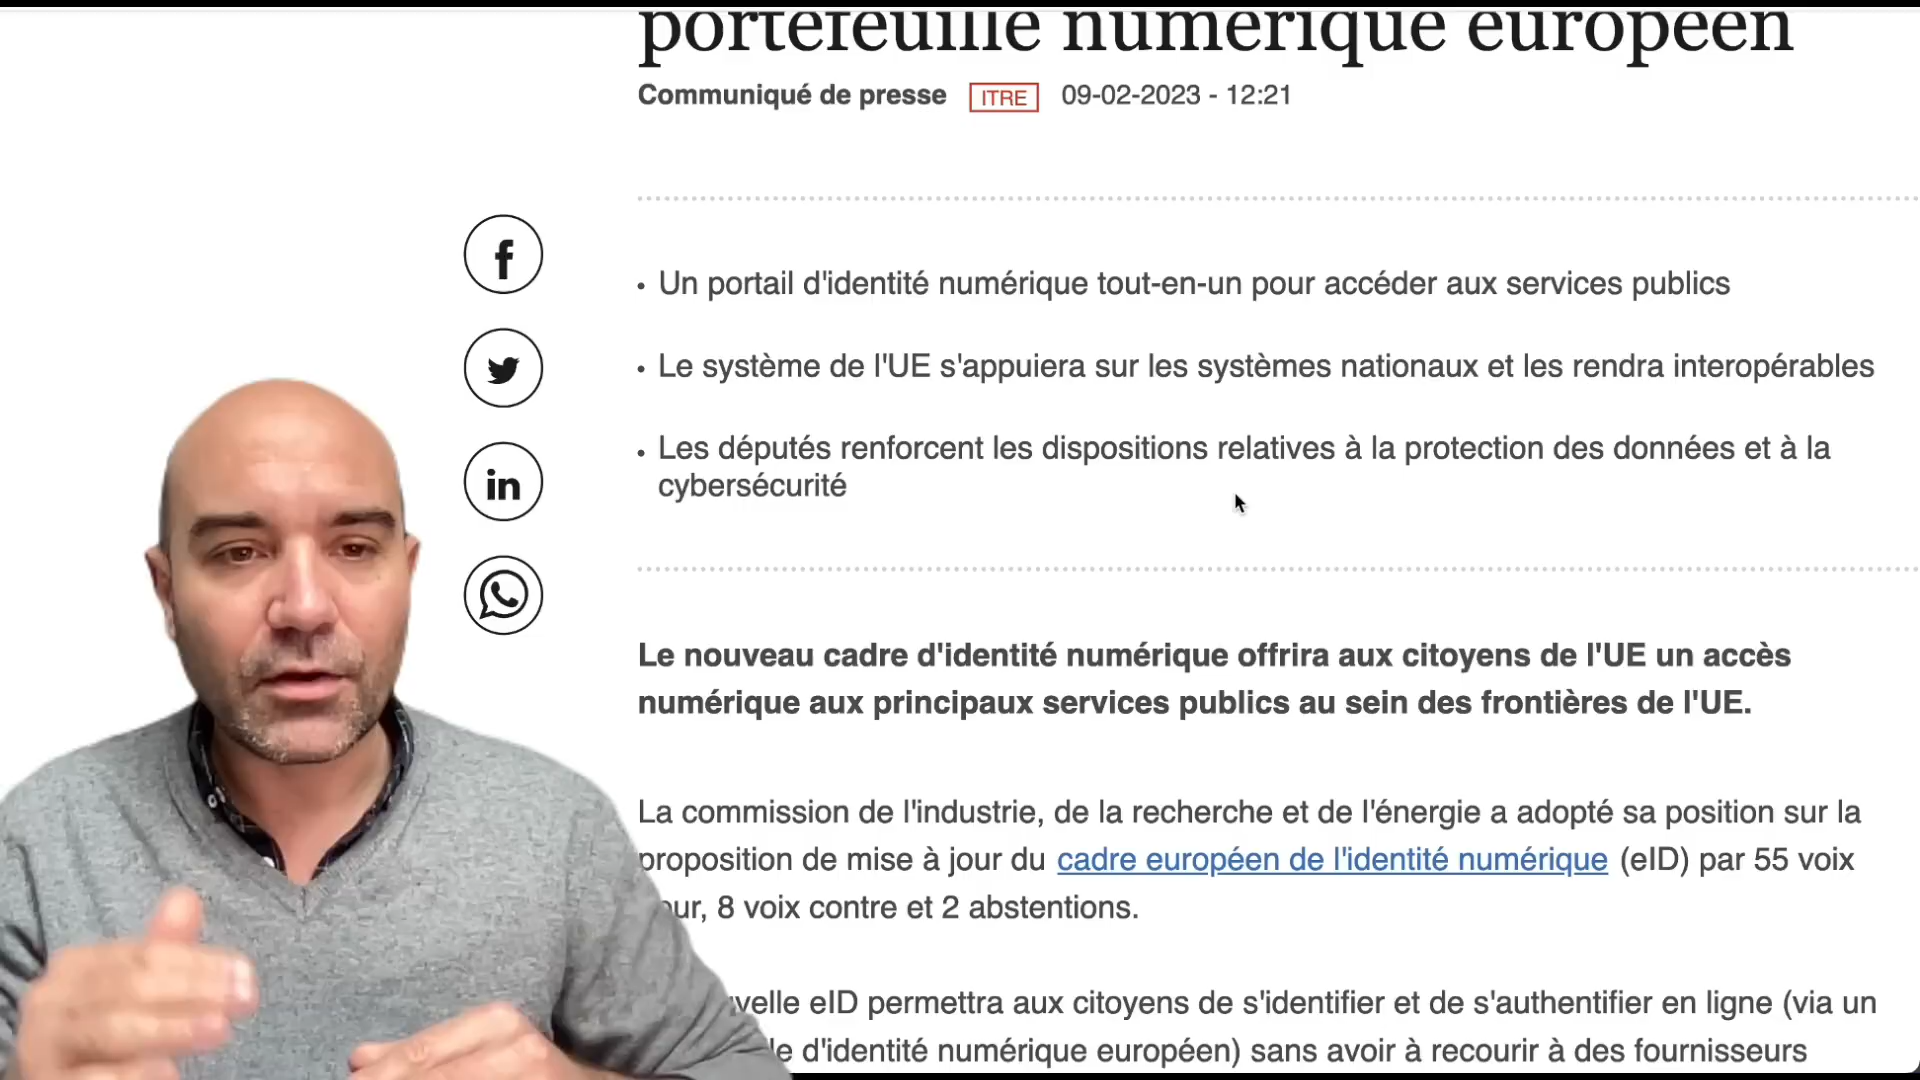 portefeuille numérique européen
Communiqué de presse ITRE 09-02-2023 - 12:21
• Un portail d'identité numérique tout-en-un pour accéder aux services publics
• Le système de l'UE s'appuiera sur les systèmes nationaux et les rendra interopérables
• Les députés renforcent les dispositions relatives à la protection des données et à la
cybersécurité
Le nouveau cadre d'identité numérique offrira aux citoyens de l'UE un accès
numérique aux principaux services publics au sein des frontières de l'UE.
La commission de l'industrie, de la recherche et de l'énergie a adopté sa position sur la
proposition de mise à jour du cadre européen de l'identité numérique (eID) par 55 voix
8 voix contre et 2 abstentions.
eID permettra aux citoyens de s'identifier et de s'authentifier en ligne (via un
d'identité numérique européen) sans avoir à recourir à des fournisseurs